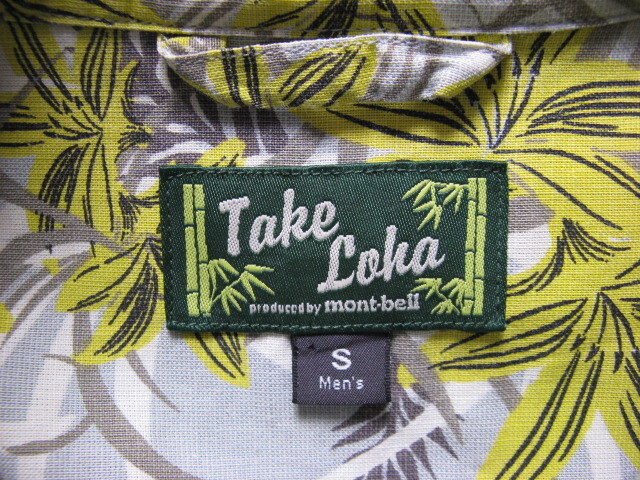 Take
Loha
produced by mont-bell
S
Men's